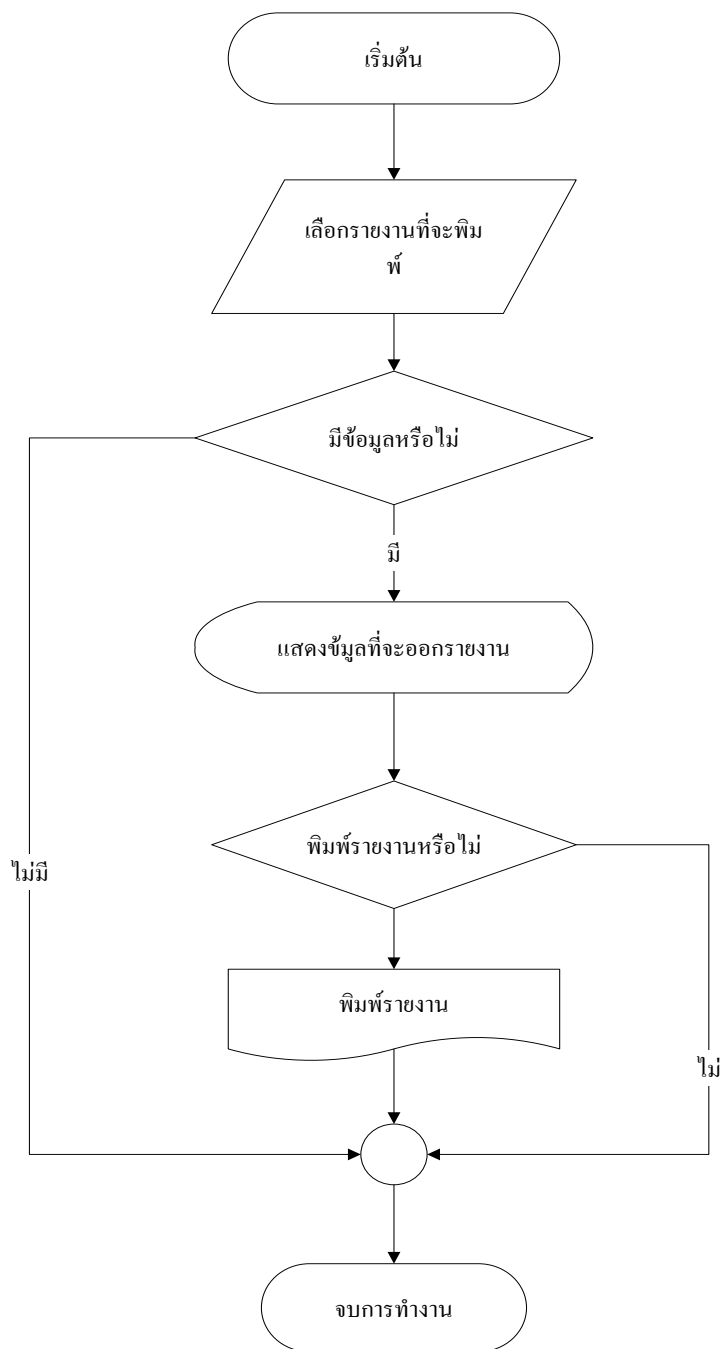 เริ่มต้น
เลือกรายงานที่จะพิม
พ์
มีข้อมูลหรือไม่
มี
แสดงข้มูลที่จะออกรายงาน
พิมพ์รายงานหรือไม่
ไม่มี
พิมพ์รายงาน
ไม่
จบการทำงาน